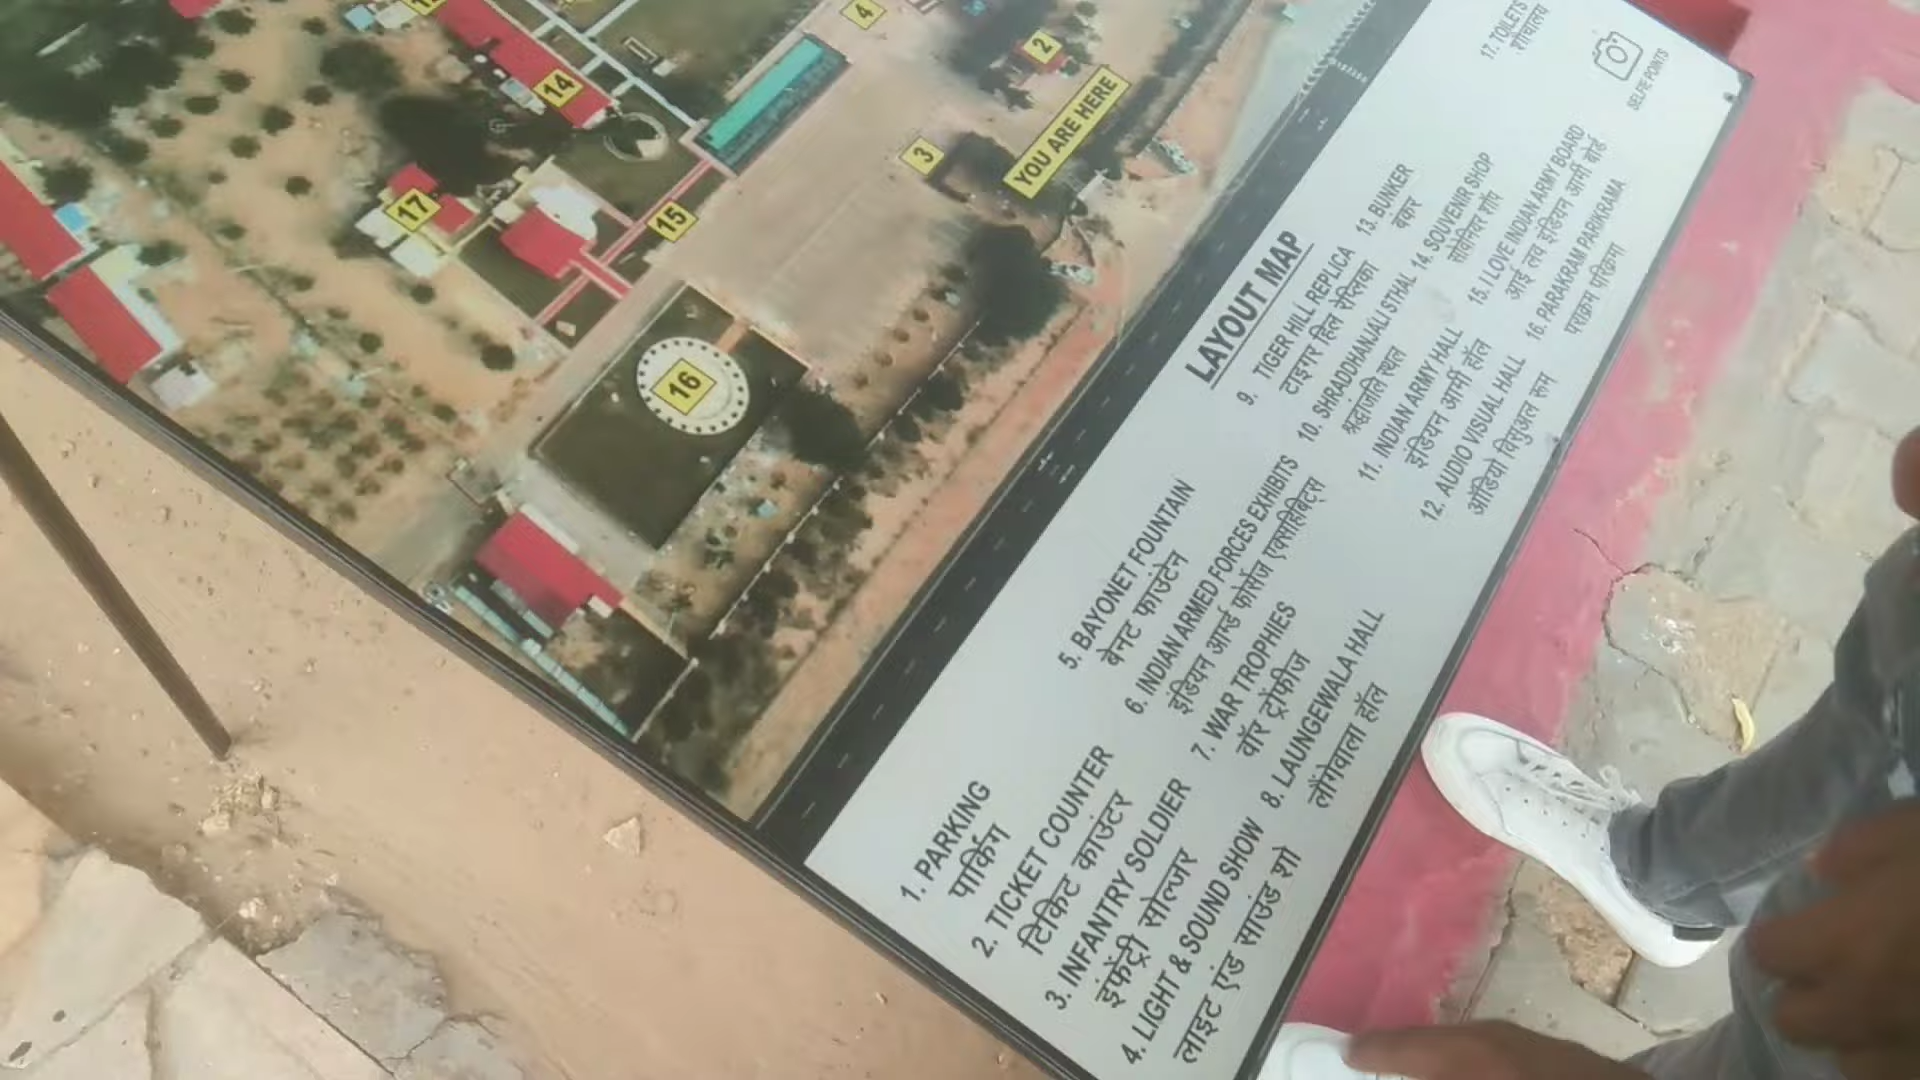 12
4
2
14
YOU ARE HERE
3
17
15
16
LAYOUT MAP
1. PARKING
पार्किंग
2. TICKET COUNTER
टिकिट काउंटर
3. INFANTRY SOLDIER
इंफेंट्री सोल्जर
4. LIGHT & SOUND SHOW
लाइट एंड साउंड शो
5. BAYONET FOUNTAIN
बेनट फाउंटेन
6. INDIAN ARMED FORCES EXHIBITS
इंडियन आर्म्ड फोर्सेज एक्सहिबिट्स
7. WAR TROPHIES
वॉर ट्रोफीज
8. LAUNGEWALA HALL
लौंगेवाला हॉल
9. TIGER HILL REPLICA
टाइगर हिल रेप्लिका
10. SHRADDHANJALI STHAL
श्रद्धांजलि स्थल
11. INDIAN ARMY HALL
इंडियन आर्मी हॉल
12. AUDIO VISUAL HALL
ऑडियो विसुअल रूम
13. BUNKER
बंकर
14. SOUVENIR SHOP
सोवेनियर शॉप
15. I LOVE INDIAN ARMY BOARD
आई लव इंडियन आर्मी बोर्ड
16. PARAKRAM PARIKRAMA
पराक्रम परिक्रमा
17. TOILETS
शौचालय
SELFIE POINTS